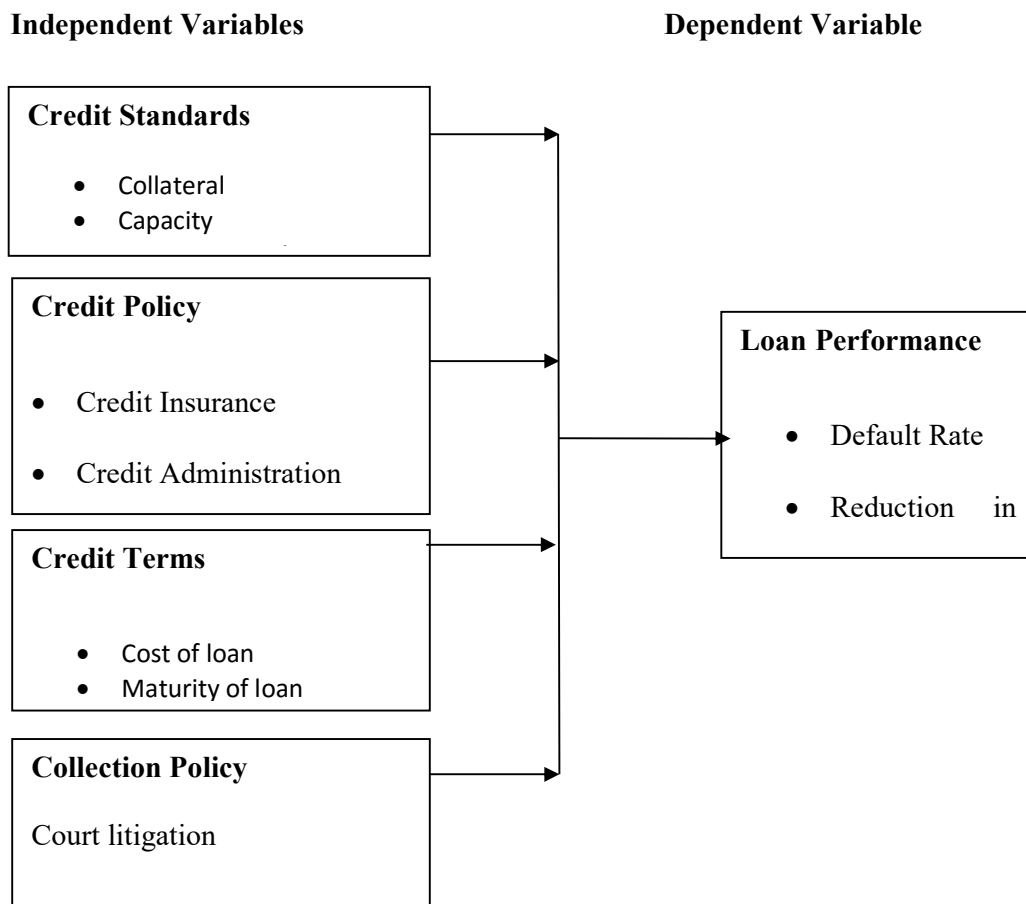 Independent Variables
Dependent Variable
Credit Standards
• Collateral
• Capacity
Credit Policy
• Credit Insurance
• Credit Administration
Credit Terms
• Cost of loan
• Maturity of loan
Collection Policy
Court litigation
Loan Performance
• Default Rate
• Reduction in